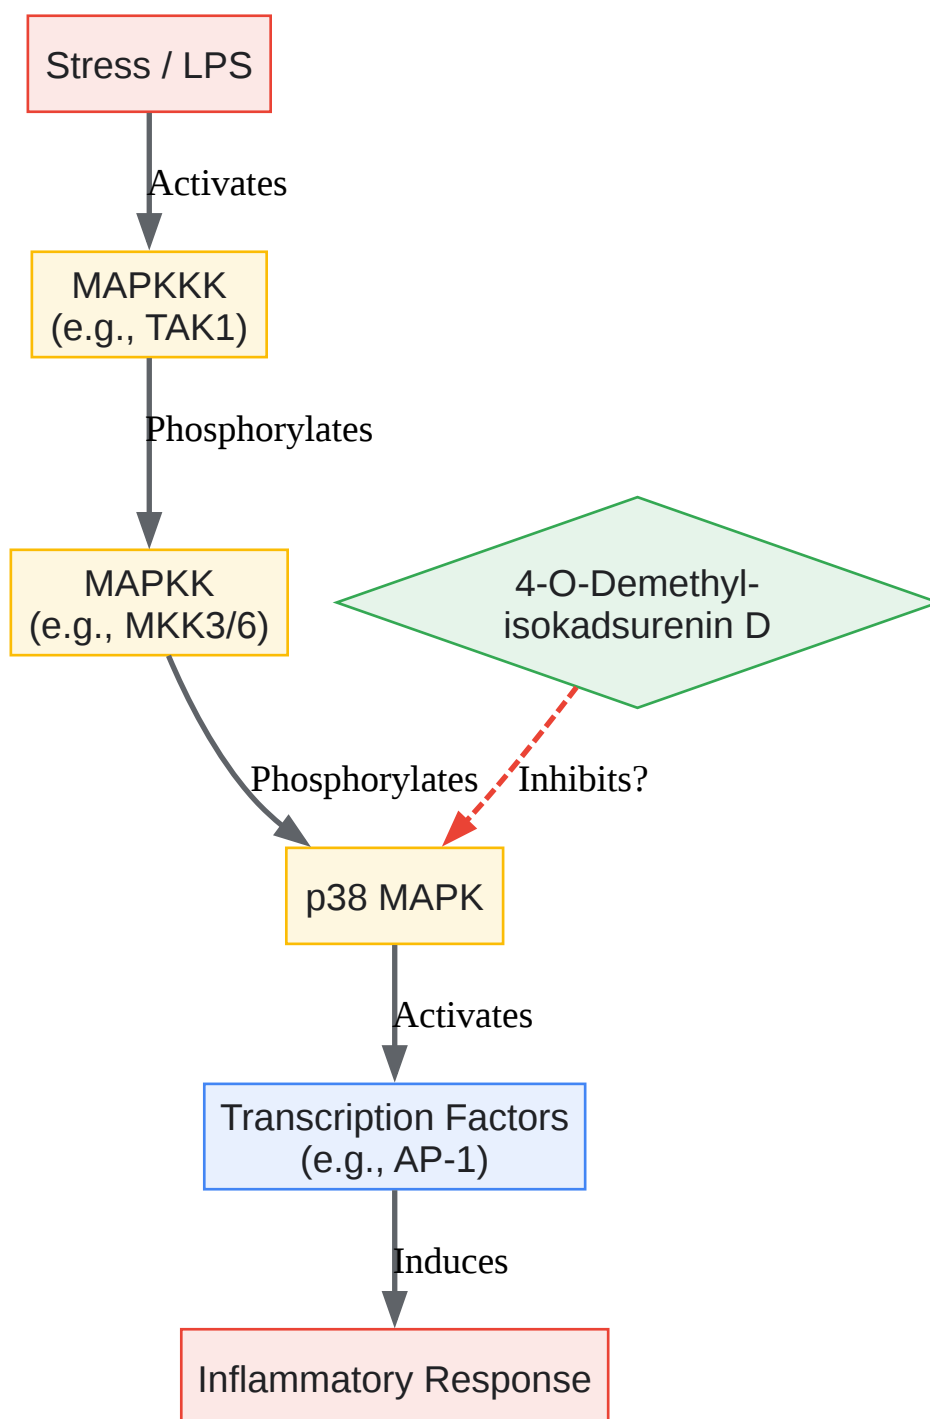 Stress / LPS
Activates
MAPKKK
(e.g., TAK1)
Phosphorylates
MAPKK
(e.g., MKK3/6)
4-O-Demethyl-
isokadsurenin D
Phosphorylates
Inhibits?
p38 MAPK
Activates
Transcription Factors
(e.g., AP-1)
Induces
Inflammatory Response